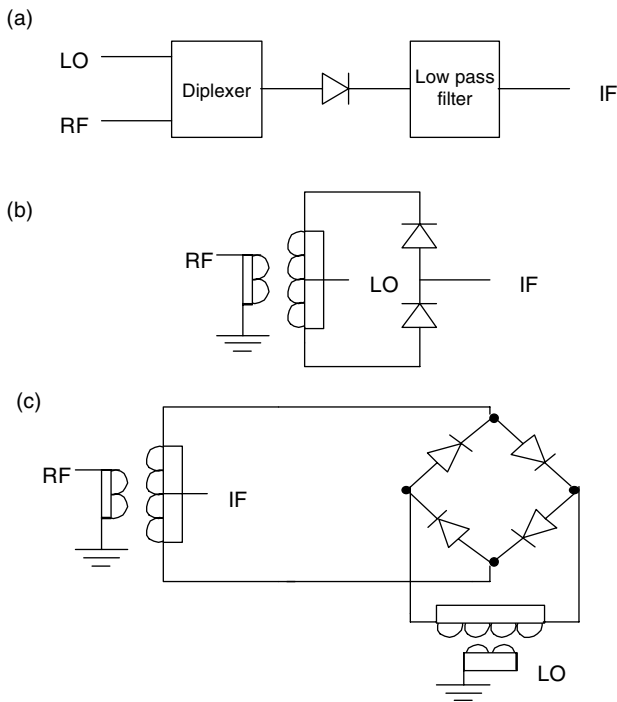 (a)
LO
RF
Diplexer
Low pass
filter
IF
(b)
RF
LO
IF
(c)
RF
IF
LO